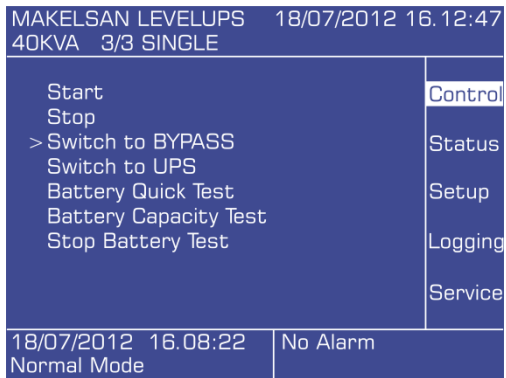 MAKELSAN LEVELUPS 18/07/2012 16.12:47
40KVA 3/3 SINGLE
Start
Stop
>Switch to BYPASS
Switch to UPS
Battery Quick Test
Battery Capacity Test
Stop Battery Test
Control
Status
Setup
Logging
Service
18/07/2012 16.08:22
Normal Mode
No Alarm